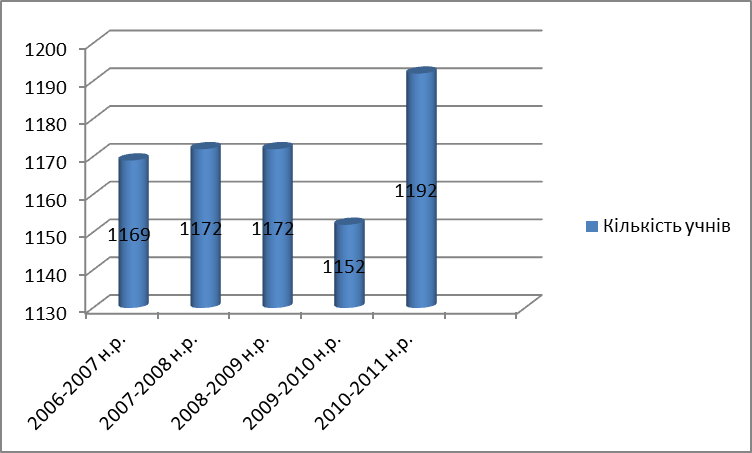 1200
1190
1180
1170
1160
1150
1140
1130
1169
1172
1172
1152
1192
2006-2007 н.р.
2007-2008 н.р.
2008-2009 н.р.
2009-2010 н.р.
2010-2011 н.р.
Кількість учнів